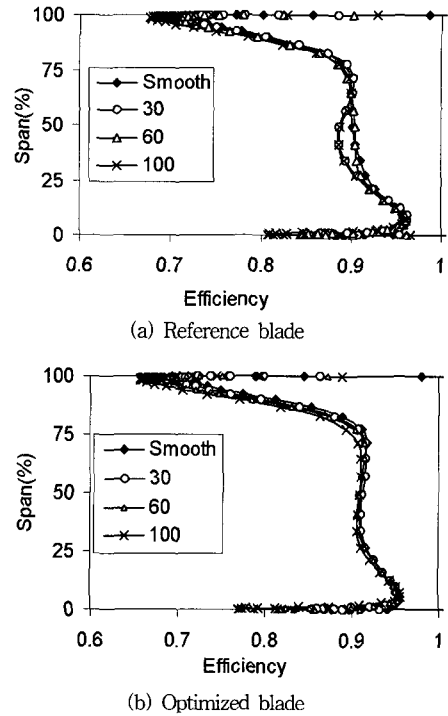 100
75
50
25
0
Span(%)
Smooth
30
60
100
0.6 0.7 0.8 0.9 1
Efficiency
(a) Reference blade
100
75
50
25
0
Span(%)
Smooth
30
60
100
0.6 0.7 0.8 0.9 1
Efficiency
(b) Optimized blade